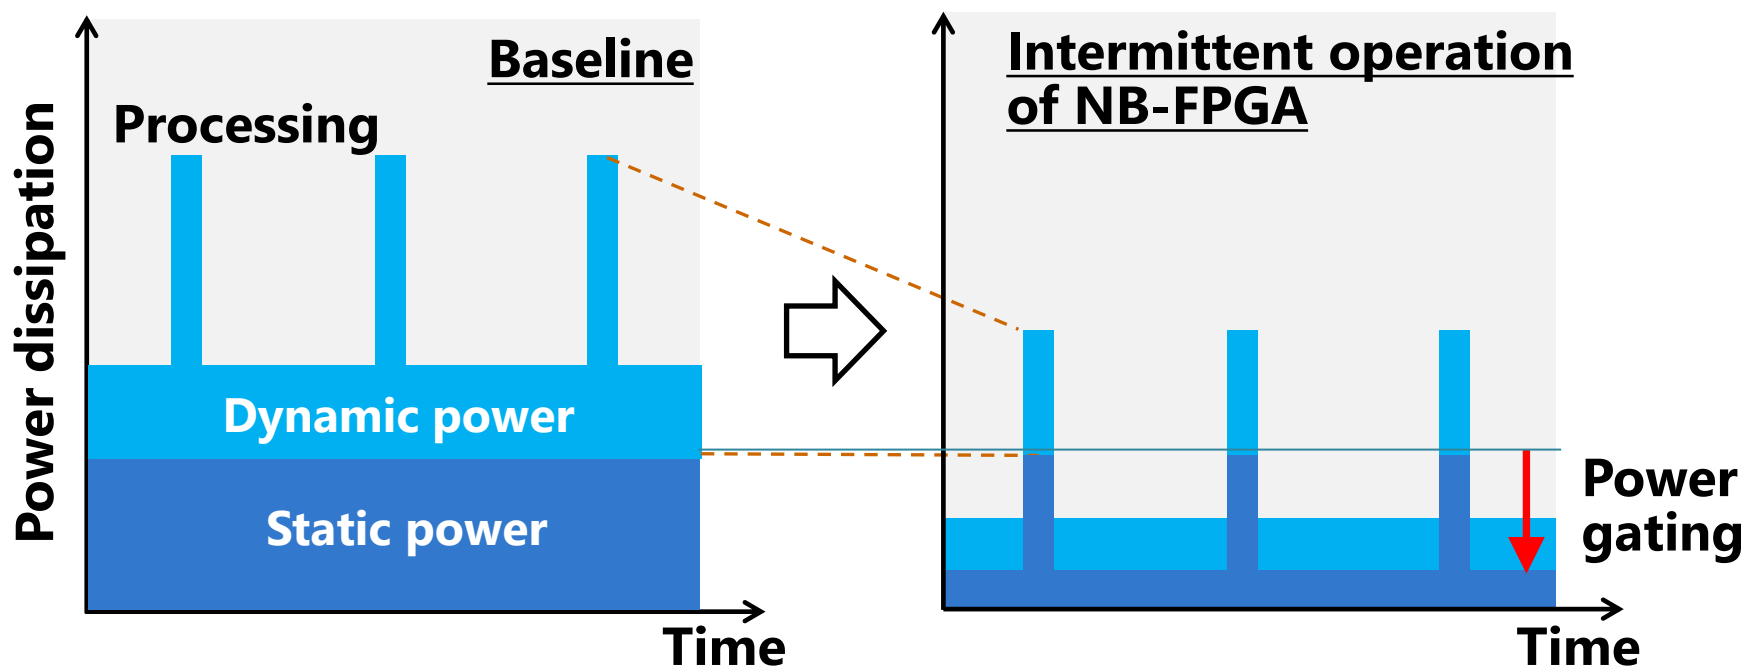 Baseline
Processing
Power dissipation
Dynamic power
Static power
Time
Intermittent operation
of NB-FPGA
Power
gating
Time